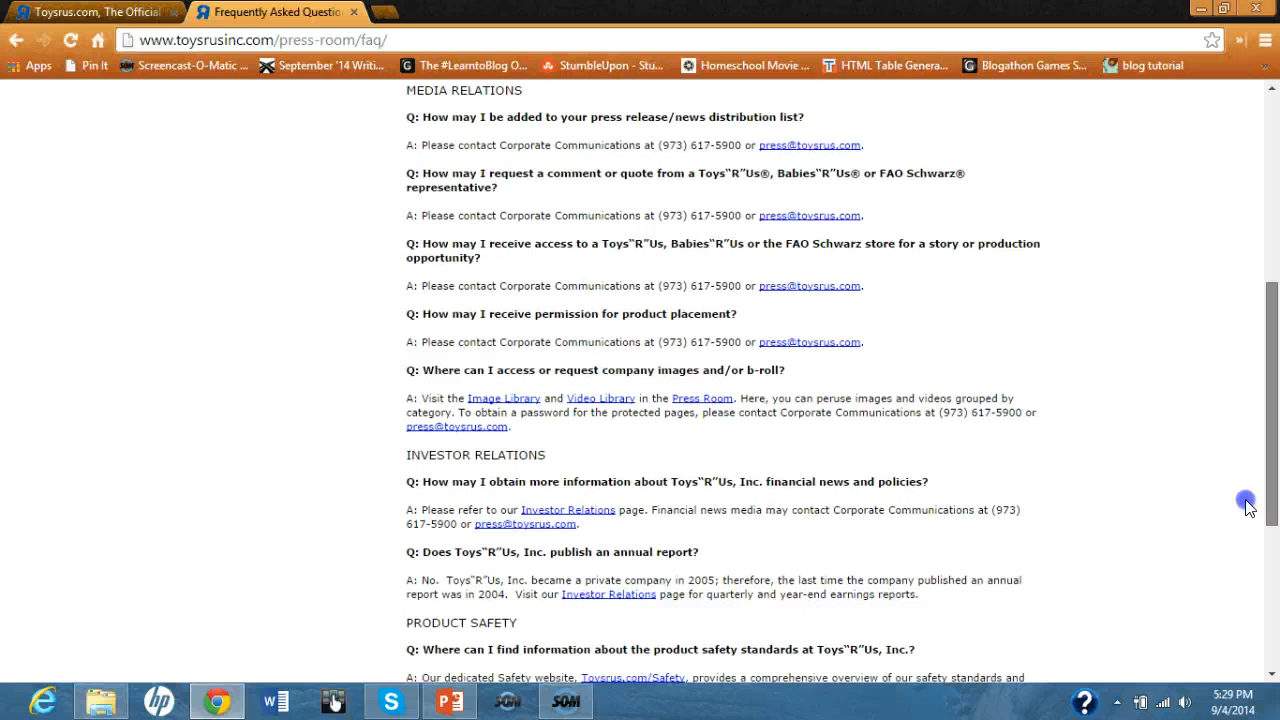 Toysrus.com, The Official
Frequently Asked Questio
www.toysrusinc.com/press-room/faq/
Apps Pin It Screencast-O-Matic ... September '14 Writi... The #LearntoBlog O... StumbleUpon - Stu... Homeschool Movie ... HTML Table Genera... Blogathon Games S... blog tutorial
MEDIA RELATIONS
Q: How may I be added to your press release/news distribution list?
A: Please contact Corporate Communications at (973) 617-5900 or press@toysrus.com.
Q: How may I request a comment or quote from a Toys“R”Us®, Babies“R”Us® or FAO Schwarz®
representative?
A: Please contact Corporate Communications at (973) 617-5900 or press@toysrus.com.
Q: How may I receive access to a Toys“R”Us, Babies“R”Us or the FAO Schwarz store for a story or production
opportunity?
A: Please contact Corporate Communications at (973) 617-5900 or press@toysrus.com.
Q: How may I receive permission for product placement?
A: Please contact Corporate Communications at (973) 617-5900 or press@toysrus.com.
Q: Where can I access or request company images and/or b-roll?
A: Visit the Image Library and Video Library in the Press Room. Here, you can peruse images and videos grouped by
category. To obtain a password for the protected pages, please contact Corporate Communications at (973) 617-5900 or
press@toysrus.com.
INVESTOR RELATIONS
Q: How may I obtain more information about Toys“R”Us, Inc. financial news and policies?
A: Please refer to our Investor Relations page. Financial news media may contact Corporate Communications at (973)
617-5900 or press@toysrus.com.
Q: Does Toys“R”Us, Inc. publish an annual report?
A: No.  Toys“R”Us, Inc. became a private company in 2005; therefore, the last time the company published an annual
report was in 2004.  Visit our Investor Relations page for quarterly and year-end earnings reports.
PRODUCT SAFETY
Q: Where can I find information about the product safety standards at Toys“R”Us, Inc.?
A: Our dedicated Safety website, Toysrus.com/Safety, provides a comprehensive overview of our safety standards and
5:29 PM
9/4/2014